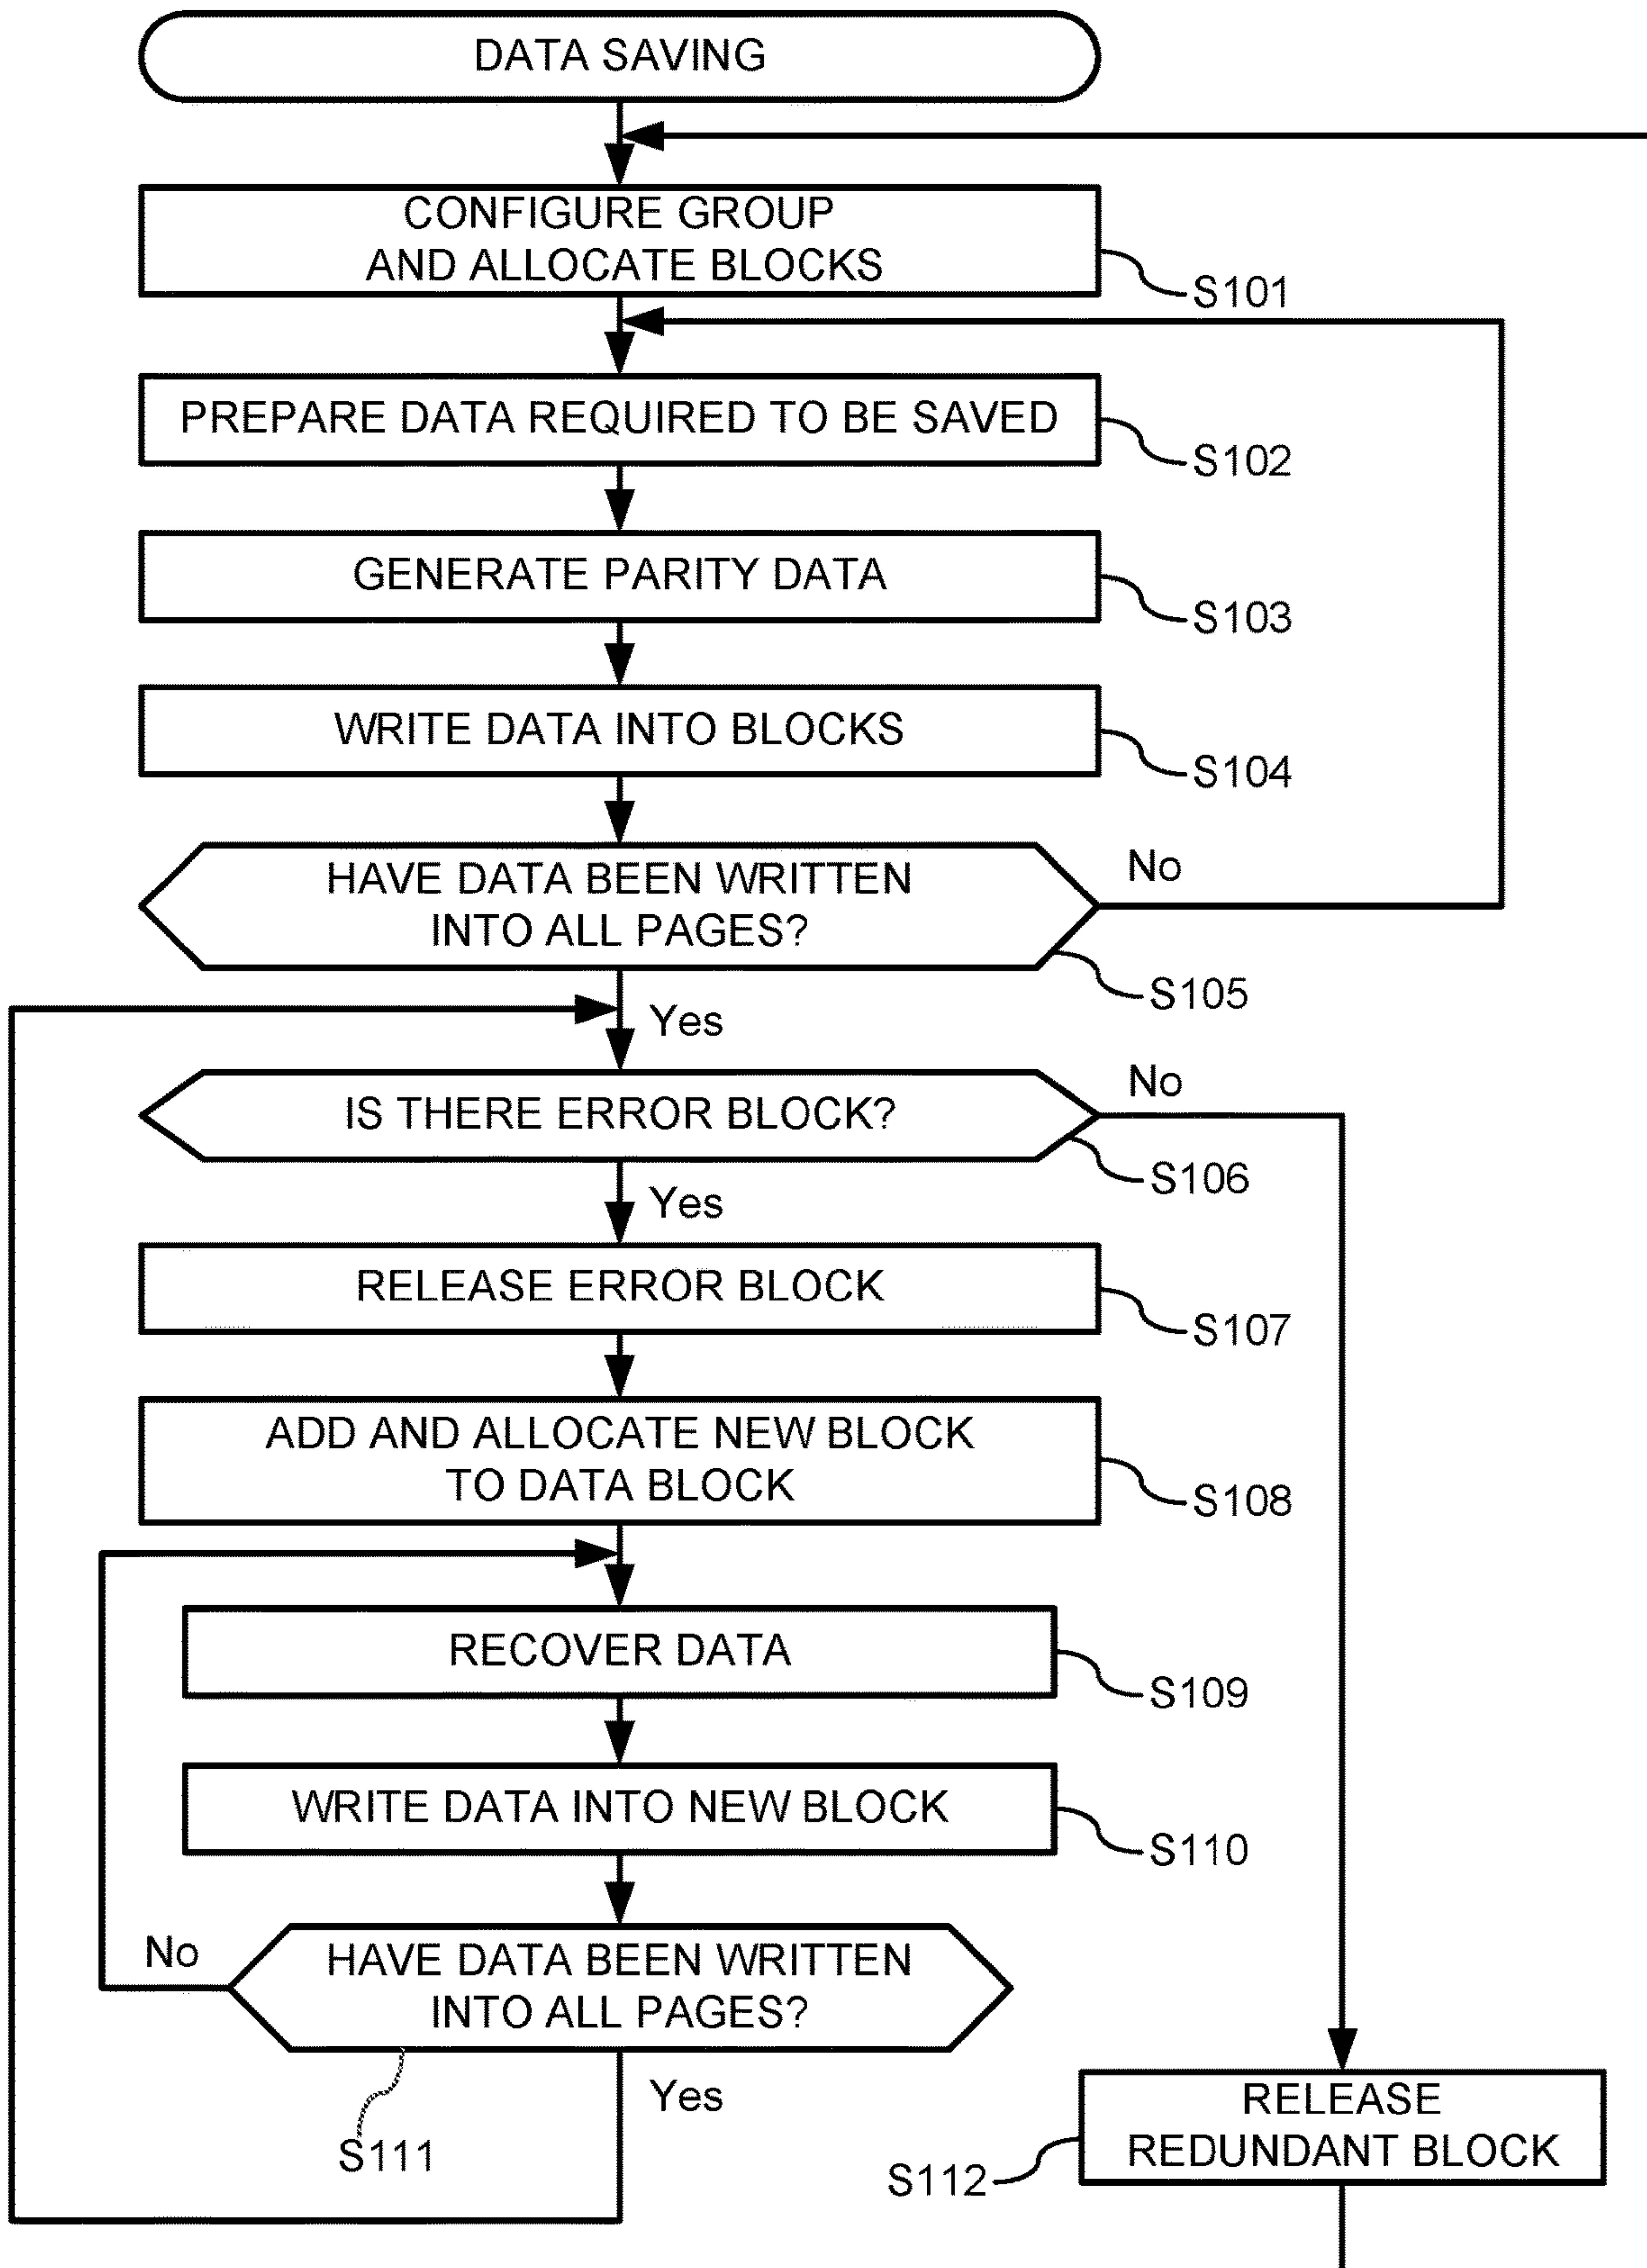 DATA SAVING
CONFIGURE GROUP
AND ALLOCATE BLOCKS
S101
PREPARE DATA REQUIRED TO BE SAVED
S102
GENERATE PARITY DATA
S103
WRITE DATA INTO BLOCKS
S104
HAVE DATA BEEN WRITTEN
INTO ALL PAGES?
No
S105
Yes
IS THERE ERROR BLOCK?
No
S106
Yes
RELEASE ERROR BLOCK
S107
ADD AND ALLOCATE NEW BLOCK
TO DATA BLOCK
S108
RECOVER DATA
S109
WRITE DATA INTO NEW BLOCK
S110
No
HAVE DATA BEEN WRITTEN
INTO ALL PAGES?
S111
Yes
RELEASE
REDUNDANT BLOCK
S112